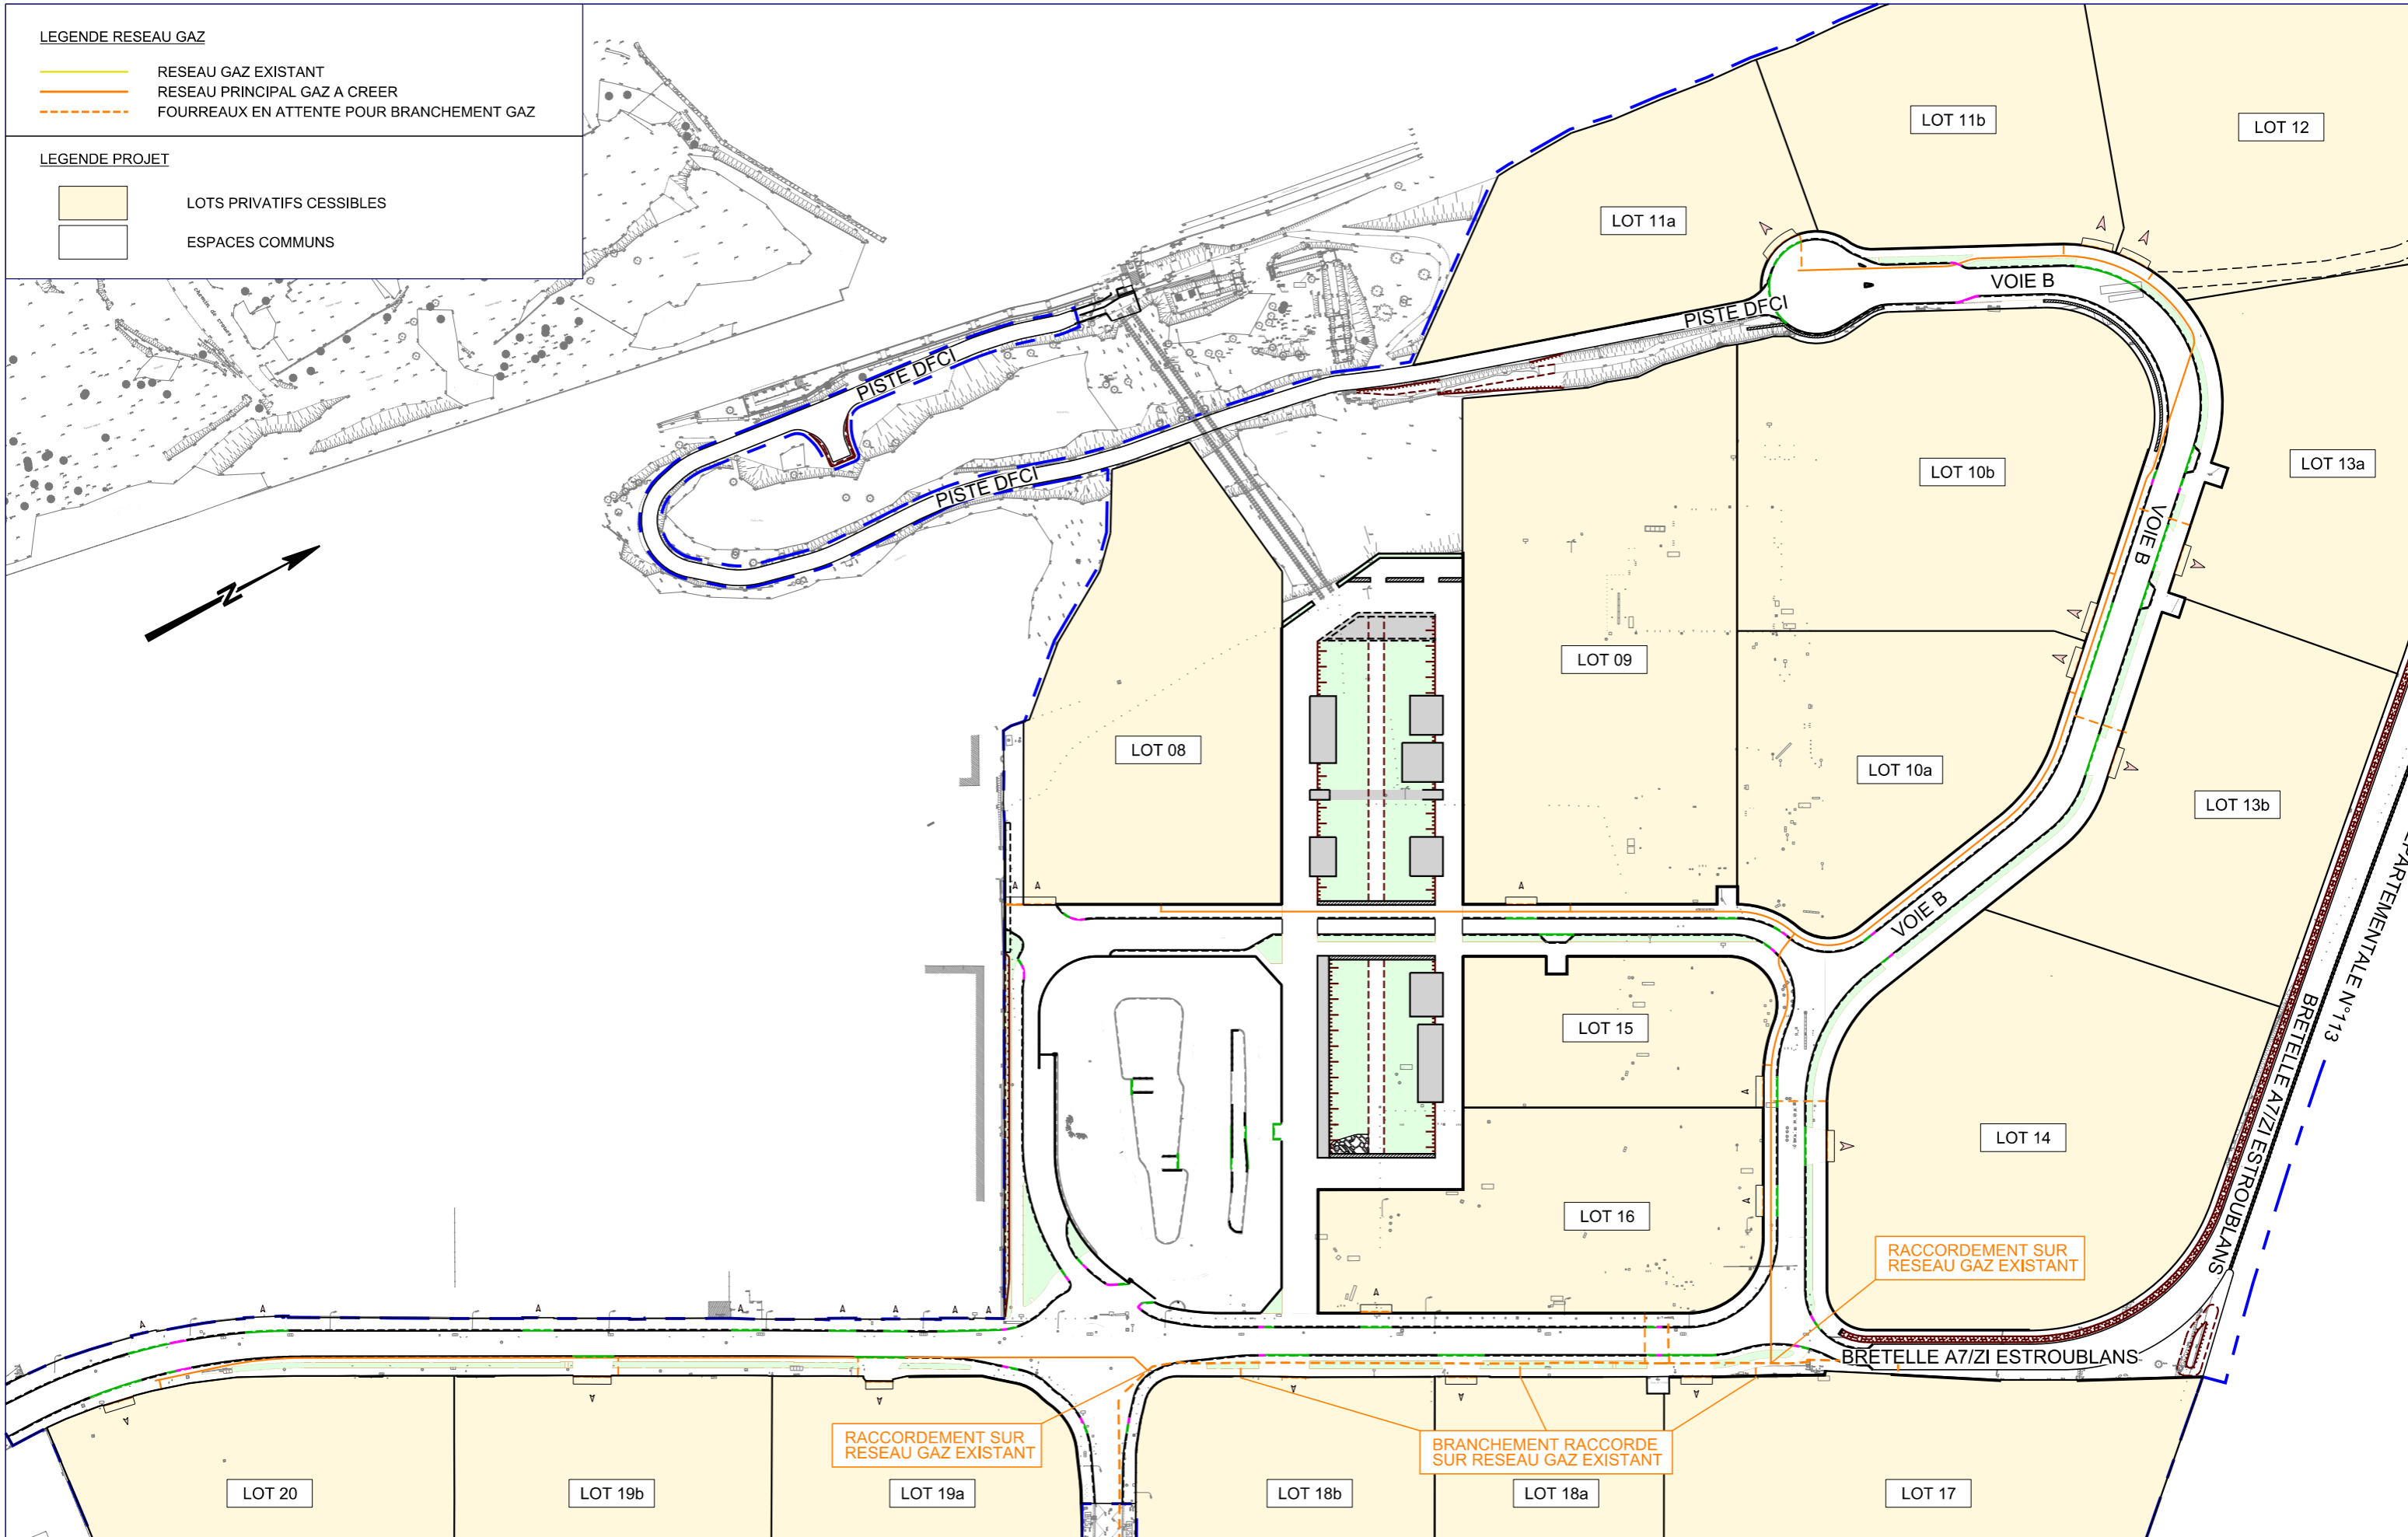 LEGENDE RESEAU GAZ
RESEAU GAZ EXISTANT
RESEAU PRINCIPAL GAZ A CREER
FOURREAUX EN ATTENTE POUR BRANCHEMENT GAZ
LEGENDE PROJET
LOTS PRIVATIFS CESSIBLES
ESPACES COMMUNS
LOT 11b
LOT 12
LOT 11a
VOIE B
PISTE DFCI
PISTE DFCI
PISTE DFCI
LOT 10b
LOT 13a
VOIE B
N
LOT 09
LOT 08
LOT 10a
LOT 13b
VOIE B
LOT 15
LOT 14
LOT 16
BRETELLE A7/ZI ESTROUBLANS
PARTEMENTALE N°113
RACCORDEMENT SUR
RESEAU GAZ EXISTANT
BRETELLE A7/ZI ESTROUBLANS
RACCORDEMENT SUR
RESEAU GAZ EXISTANT
BRANCHEMENT RACCORDE
SUR RESEAU GAZ EXISTANT
LOT 20
LOT 19b
LOT 19a
LOT 18b
LOT 18a
LOT 17